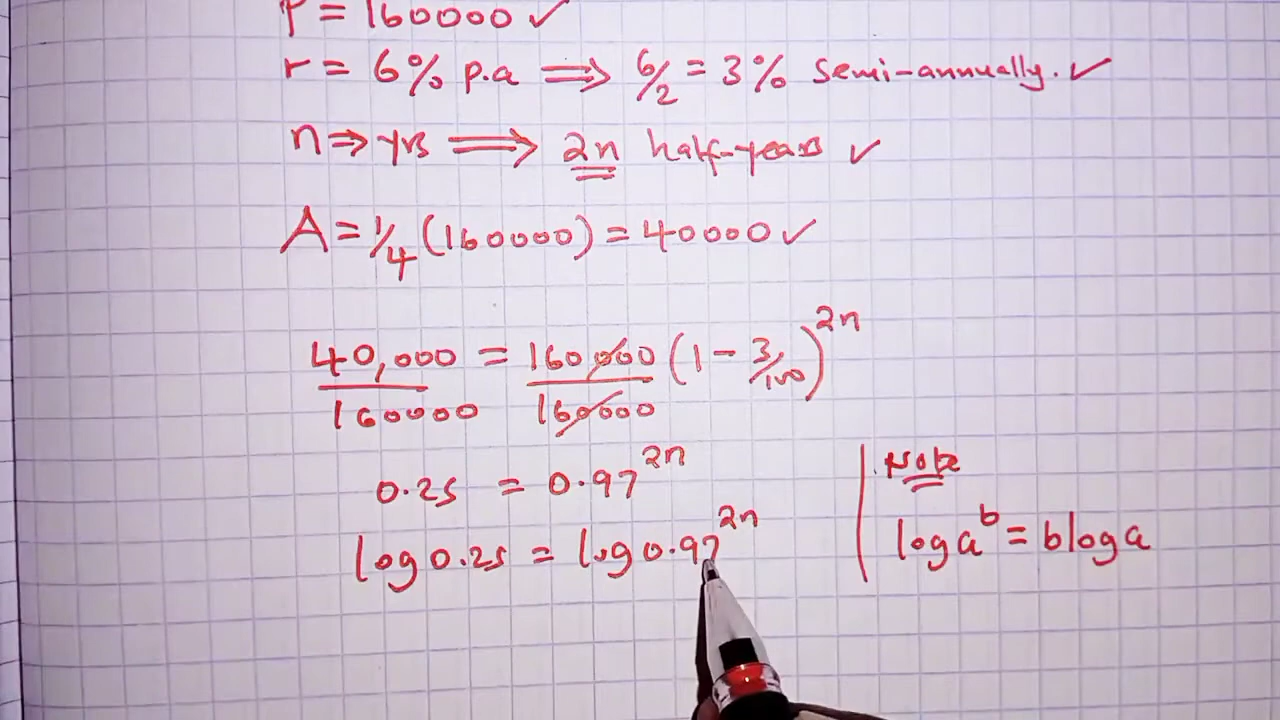 P = 160000 ✓
r = 6% p.a ⟹ 6/2 = 3% semi-annually. ✓
n ⇒ yrs ⟹ 2n half-years ✓
A = 1/4 (160000) = 40000 ✓
40,000/160000 = 160,000/160000 (1 - 3/100)^2n
0.25 = 0.97^2n
log 0.25 = log 0.97^2n
Note
log a^b = b log a